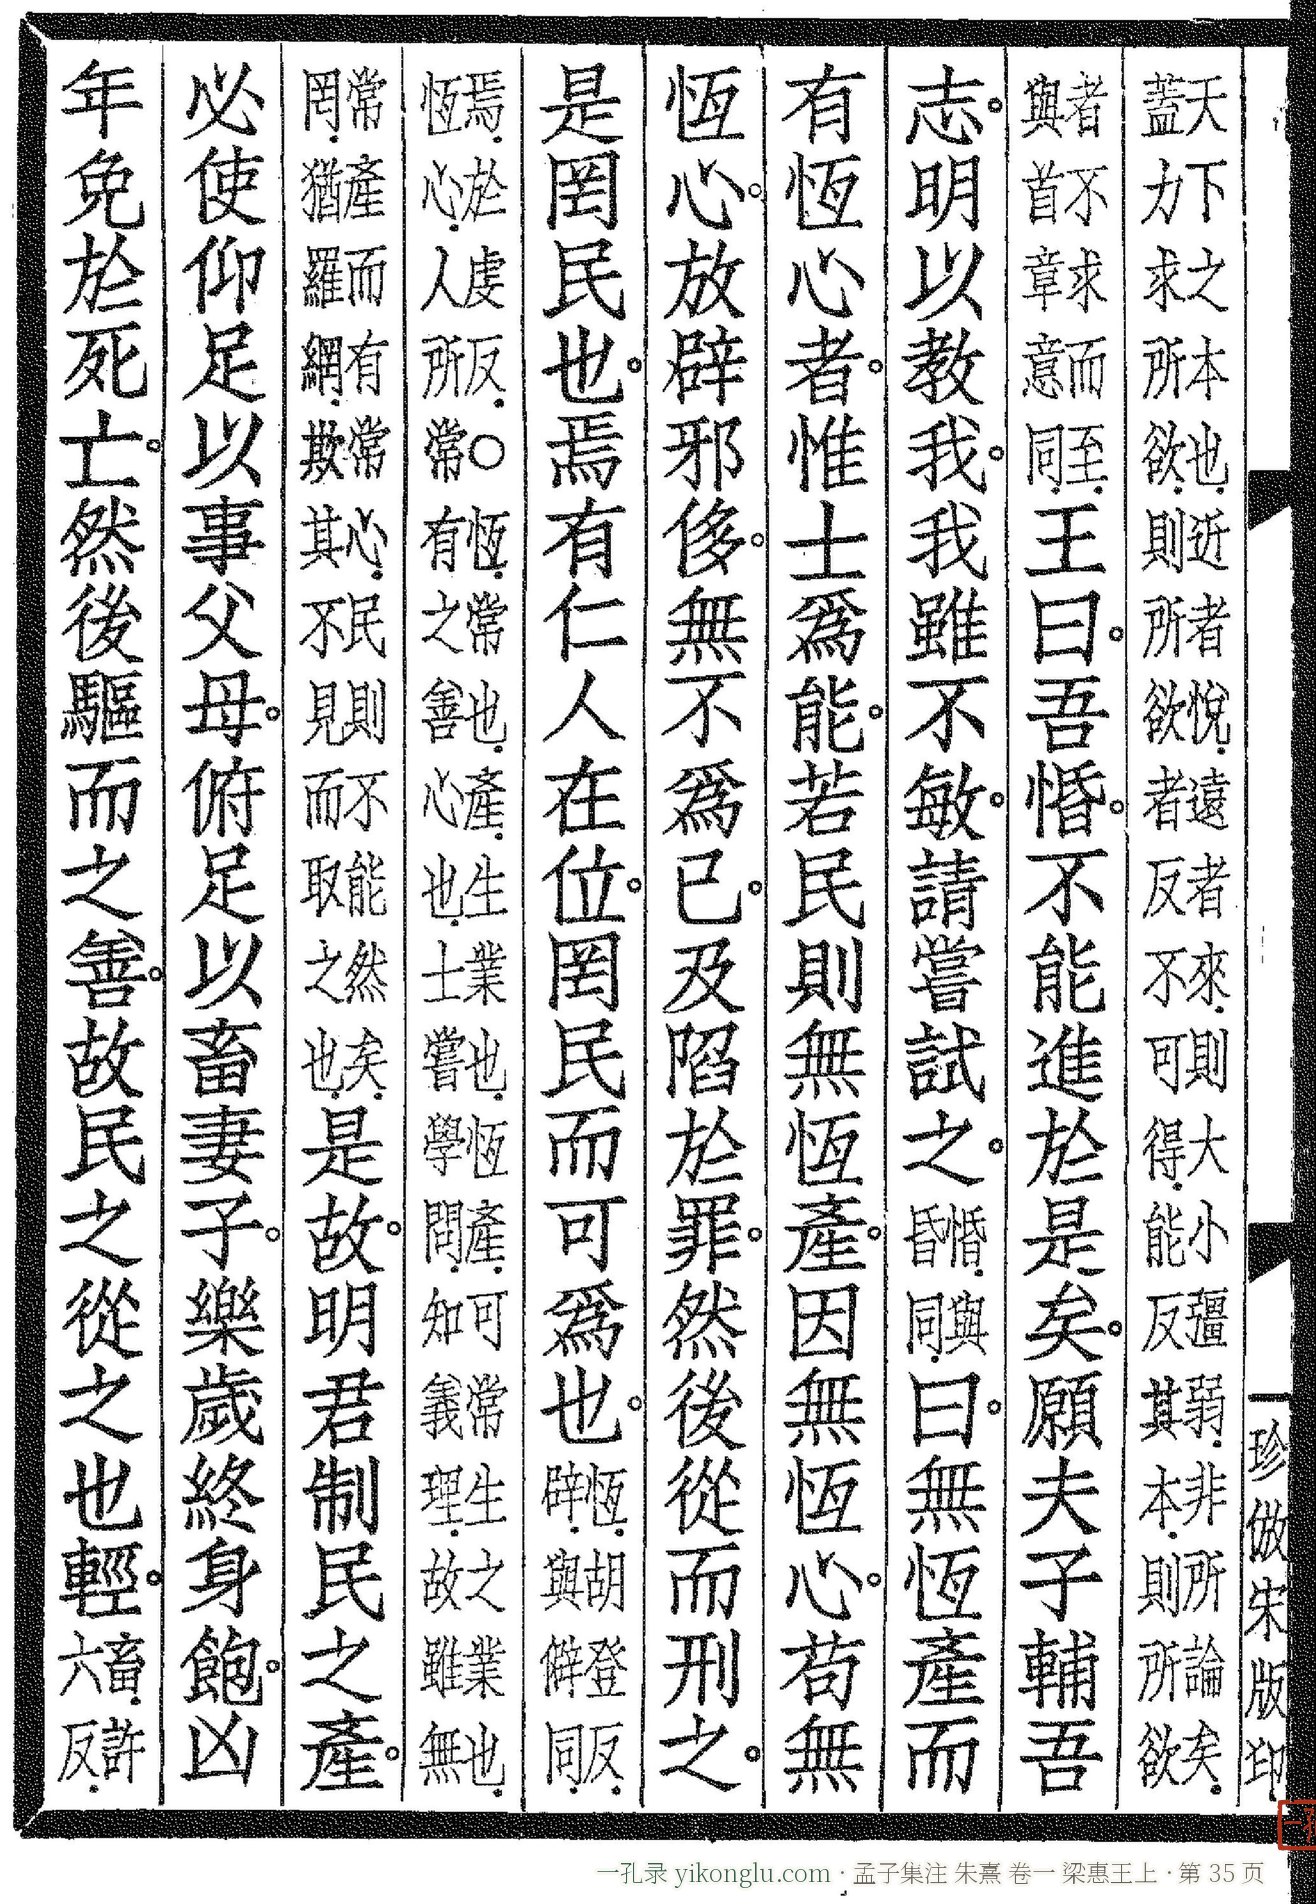 珍倣宋版印
天下之本也。近者悅。遠者來。則大小疆弱。非所論矣。蓋力求所欲。則所欲者反不可得。能反其本。則所欲
者不求而至。與首章意同。王曰。吾惛。不能進於是矣。願夫子輔吾
志。明以教我。我雖不敏。請嘗試之。惛。與昏同。曰。無恆產而
有恆心者。惟士爲能。若民則無恆產。因無恆心。苟無
恆心。放辟邪侈。無不爲已。及陷於罪。然後從而刑之。
是罔民也。焉有仁人在位。罔民而可爲也。恆。胡登反。辟。與僻同。
焉。於虔反。○恆。常也。產。生業也。恆產。可常生之業也。恆心。人所常有之善心也。士嘗學問。知義理。故雖無
常產而有常心。民則不能然矣。罔。猶羅網。欺其不見而取之也。是故。明君制民之產。
必使仰足以事父母。俯足以畜妻子。樂歲終身飽。凶
年免於死亡。然後驅而之善。故民之從之也輕。畜。許六反。
一孔录 yikonglu.com · 孟子集注 朱熹 卷一 梁惠王上 · 第 35 页